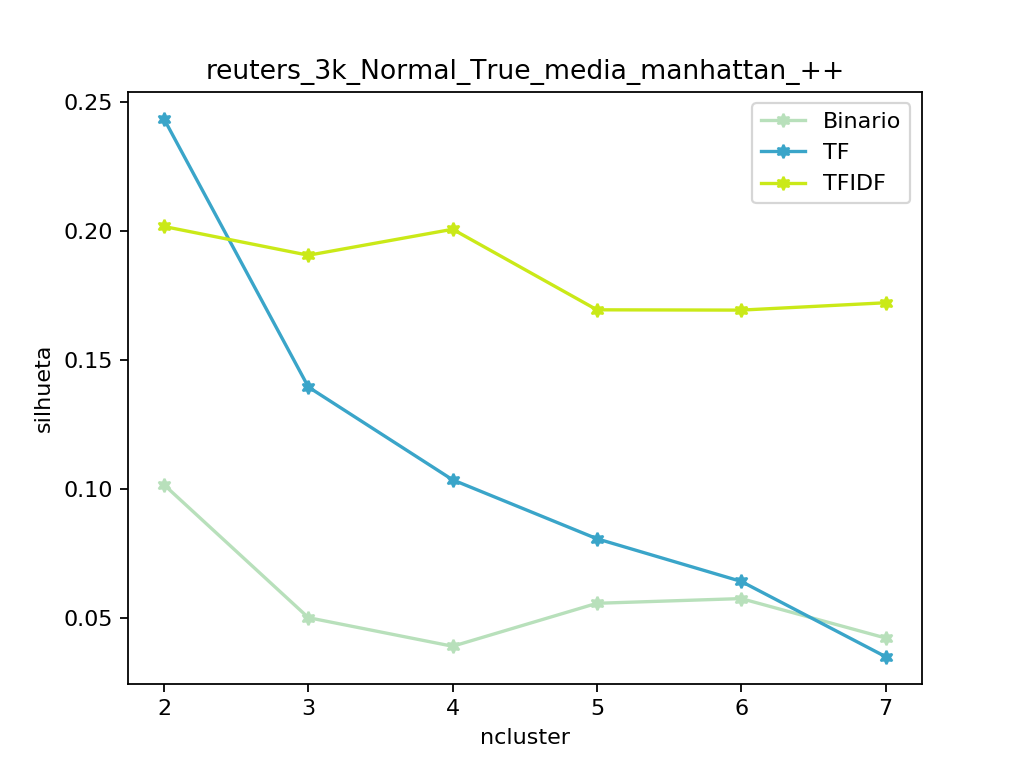 reuters_3k_Normal_True_media_manhattan_++
Binario
TF
TFIDF
0.25
0.20
0.15
0.10
0.05
silhueta
2 3 4 5 6 7
ncluster